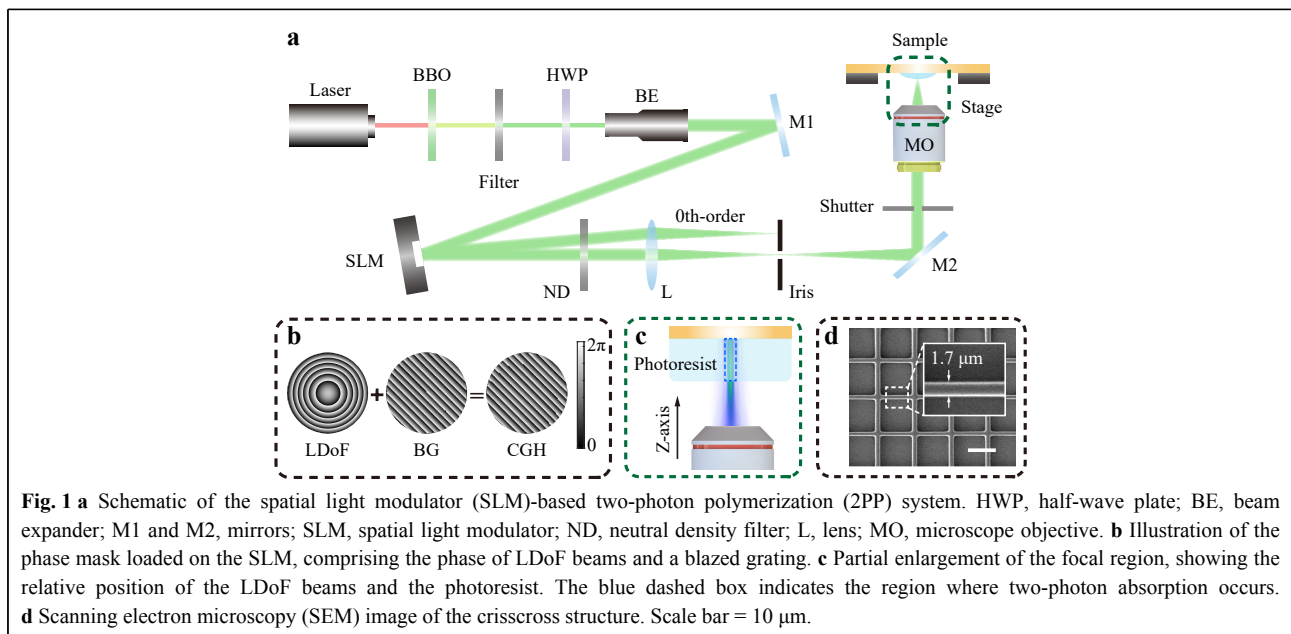 a
Sample
BBO
HWP
Laser
BE
M1
Stage
MO
Filter
Shutter
0th-order
SLM
M2
ND
L
Iris
b
2π
0
LDoF
+
BG
=
CGH
c
Photoresist
Z-axis
d
1.7 μm
Fig. 1 a Schematic of the spatial light modulator (SLM)-based two-photon polymerization (2PP) system. HWP, half-wave plate; BE, beam
expander; M1 and M2, mirrors; SLM, spatial light modulator; ND, neutral density filter; L, lens; MO, microscope objective. b Illustration of the
phase mask loaded on the SLM, comprising the phase of LDoF beams and a blazed grating. c Partial enlargement of the focal region, showing the
relative position of the LDoF beams and the photoresist. The blue dashed box indicates the region where two-photon absorption occurs.
d Scanning electron microscopy (SEM) image of the crisscross structure. Scale bar = 10 μm.